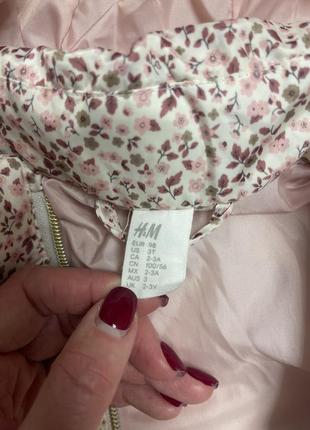 H&M
EUR 98
US 3T
CA 2-3A
CN 100/56
MX 2-3A
AUS 3
UK 2-3Y